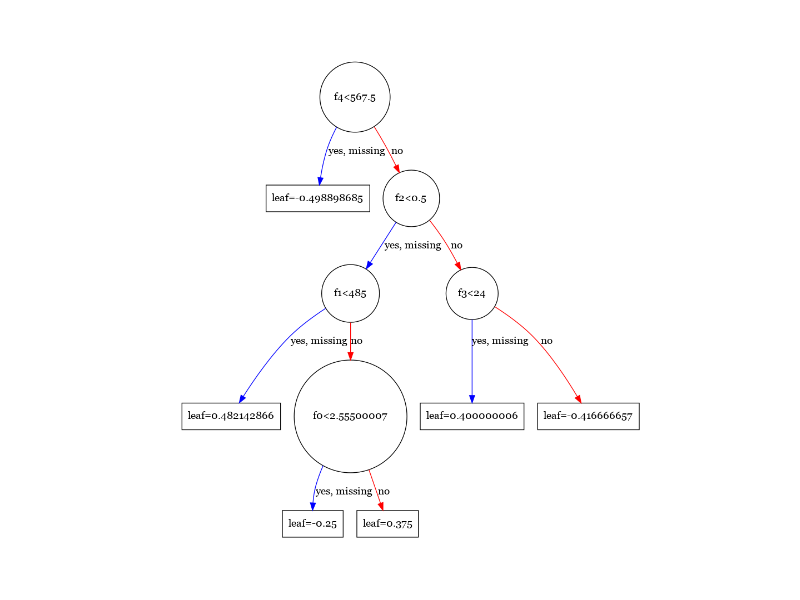 f4<567.5
yes, missing
no
leaf=-0.498898685
f2<0.5
yes, missing
no
f1<485
f3<24
yes, missing
no
yes, missing
no
leaf=0.482142866
f0<2.55500007
leaf=0.400000006
leaf=-0.416666657
yes, missing
no
leaf=-0.25
leaf=0.375